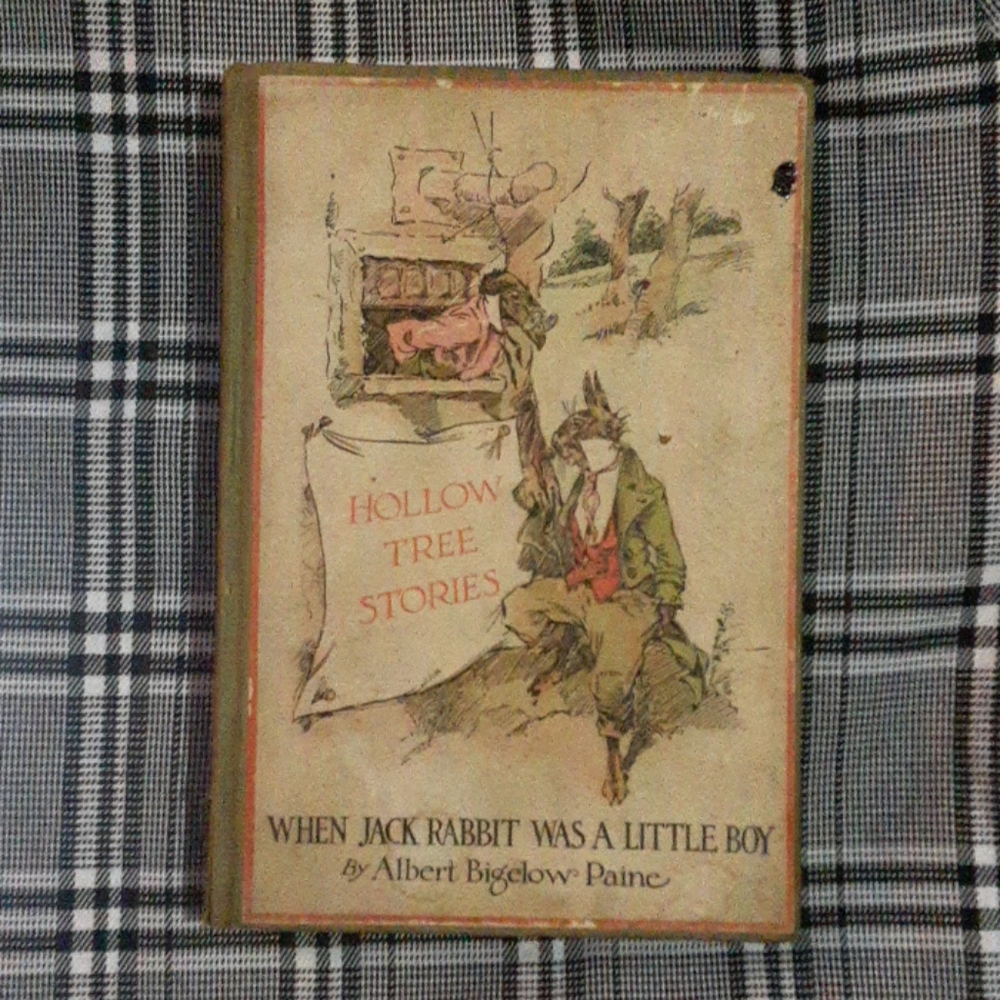 HOLLOW
TREE
STORIES
WHEN JACK RABBIT WAS A LITTLE BOY
By Albert Bigelow Paine